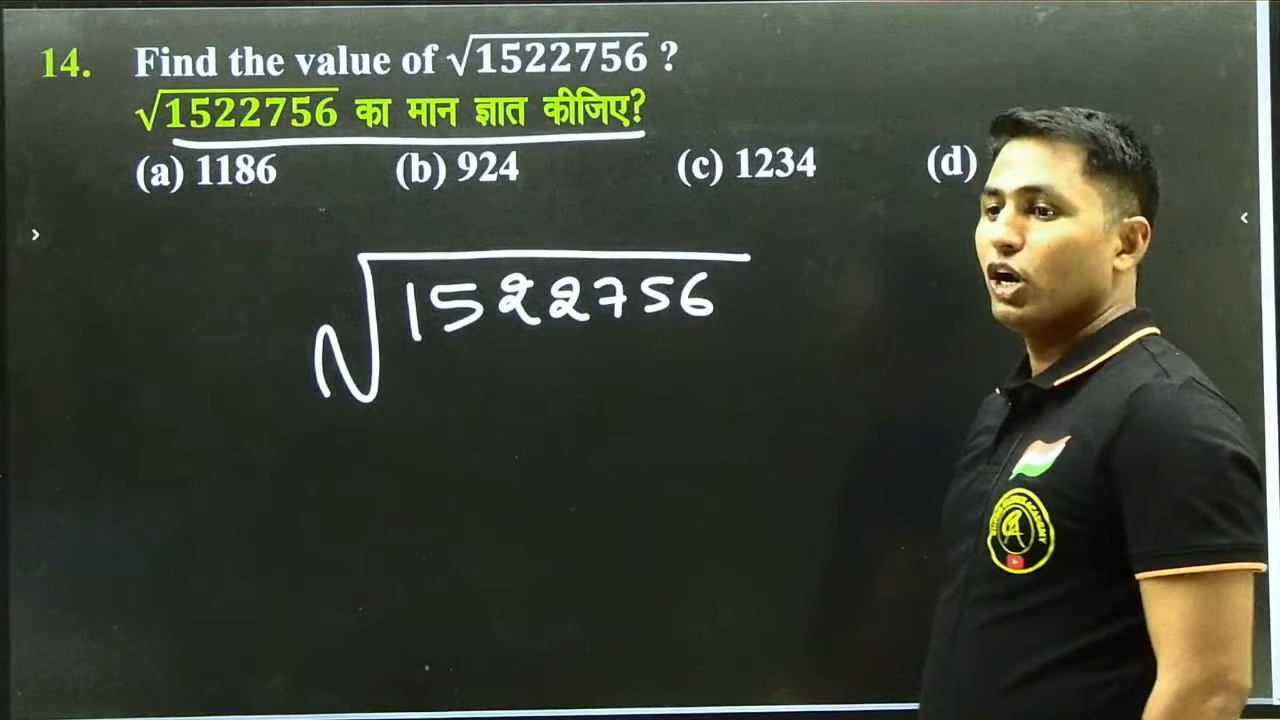 14. Find the value of √1522756 ?
√1522756 का मान ज्ञात कीजिए?
(a) 1186 (b) 924 (c) 1234 (d)
√1522756